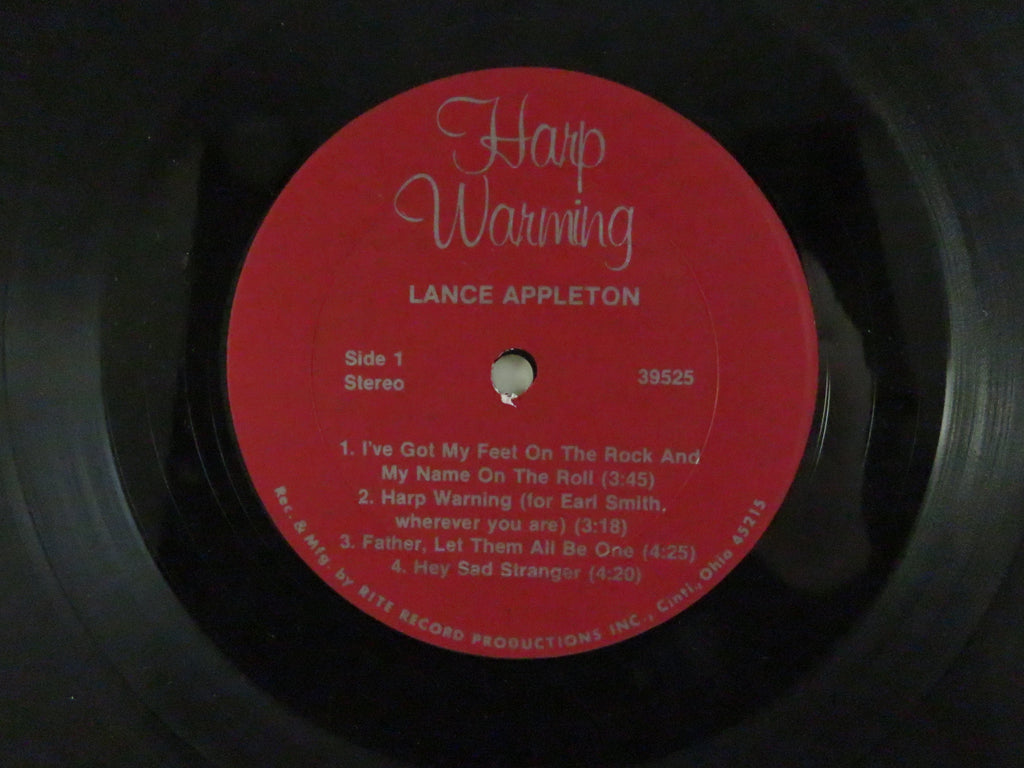 Harp
Warming
LANCE APPLETON
Side 1
Stereo
39525
1. I've Got My Feet On The Rock And
My Name On The Roll (3:45)
2. Harp Warning (for Earl Smith,
wherever you are) (3:18)
3. Father, Let Them All Be One (4:25)
4. Hey Sad Stranger (4:20)
Rec. & Mfg. by RITE RECORD PRODUCTIONS INC., Cinti., Ohio 45215